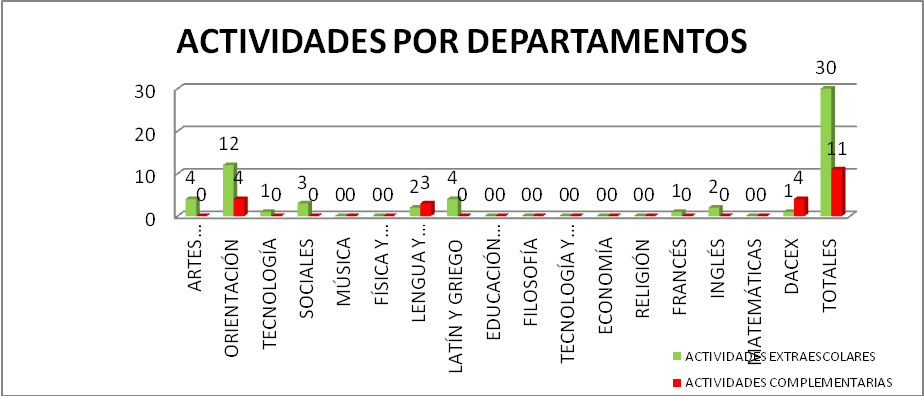 ACTIVIDADES POR DEPARTAMENTOS
30
20
10
0
4 0
12 4
1 0
3 0
0 0
0 0
2 3
4 0
0 0
0 0
0 0
0 0
0 0
1 0
2 0
0 0
1 4
30 11
ARTES...
ORIENTACIÓN
TECNOLOGÍA
SOCIALES
MÚSICA
FÍSICA Y...
LENGUA Y...
LATÍN Y GRIEGO
EDUCACIÓN...
FILOSOFÍA
TECNOLOGÍA Y...
ECONOMÍA
RELIGIÓN
FRANCÉS
INGLÉS
MATEMÁTICAS
DACEX
TOTALES
ACTIVIDADES EXTRAESCOLARES
ACTIVIDADES COMPLEMENTARIAS